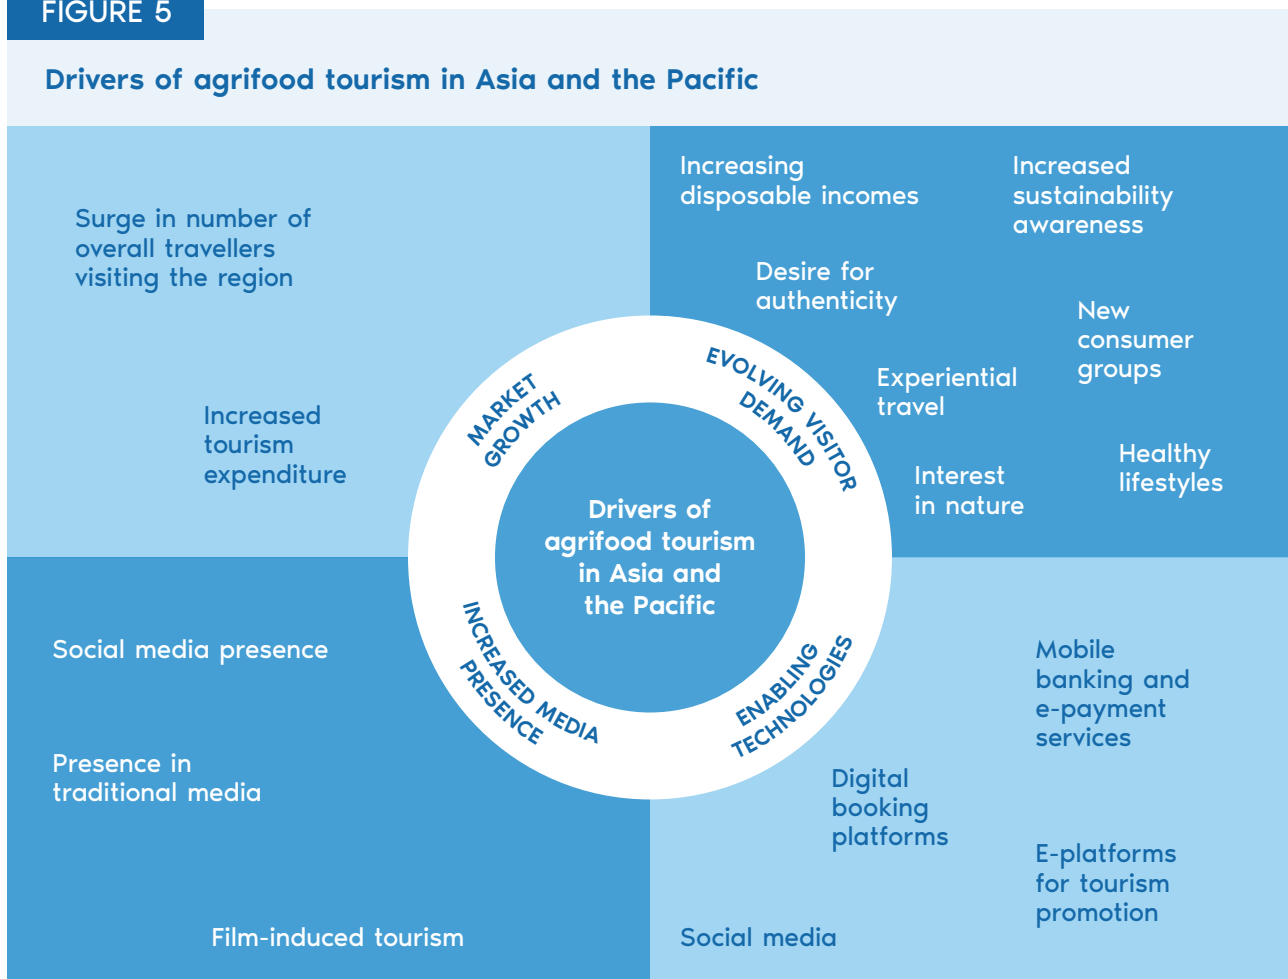 FIGURE 5
Drivers of agrifood tourism in Asia and the Pacific
Surge in number of
overall travellers
visiting the region
Increased
tourism
expenditure
MARKET
GROWTH
Increasing
disposable incomes
Increased
sustainability
awareness
Desire for
authenticity
New
consumer
groups
Experiential
travel
Healthy
lifestyles
Interest
in nature
EVOLVING VISITOR
DEMAND
Drivers of
agrifood tourism
in Asia and
the Pacific
INCREASED MEDIA
PRESENCE
Social media presence
Presence in
traditional media
Film-induced tourism
ENABLING
TECHNOLOGIES
Mobile
banking and
e-payment
services
Digital
booking
platforms
E-platforms
for tourism
promotion
Social media